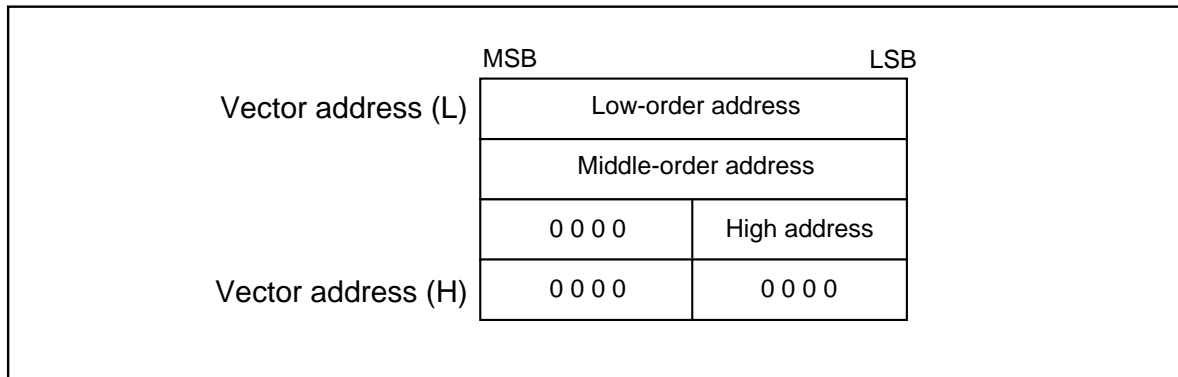 MSB LSB
Vector address (L) Low-order address
Middle-order address
0 0 0 0 High address
Vector address (H) 0 0 0 0 0 0 0 0